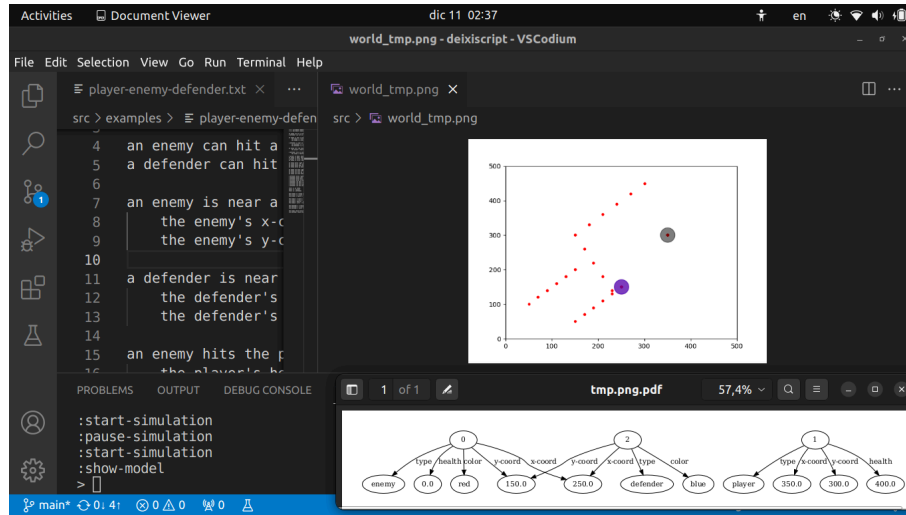 Activities Document Viewer dic 11 02:37 en
world_tmp.png - deixiscript - VSCodium
File Edit Selection View Go Run Terminal Help
player-enemy-defender.txt × ··· world_tmp.png × ···
src > examples > player-enemy-defen src > world_tmp.png
4 an enemy can hit a
5 a defender can hit
6
7 an enemy is near a
8 the enemy's x-c
9 the enemy's y-c
10
11 a defender is near
12 the defender's
13 the defender's
14
15 an enemy hits the p
500
400
300
200
100
0
0 100 200 300 400 500
1
PROBLEMS OUTPUT DEBUG CONSOLE
:start-simulation
:pause-simulation
:start-simulation
:show-model
>
1 of 1 tmp.png.pdf 57,4%
0 2 1
type health color y-coord x-coord y-coord x-coord type color type x-coord y-coord health
enemy 0.0 red 150.0 250.0 defender blue player 350.0 300.0 400.0
main* 0↓ 4↑ 0 0 0